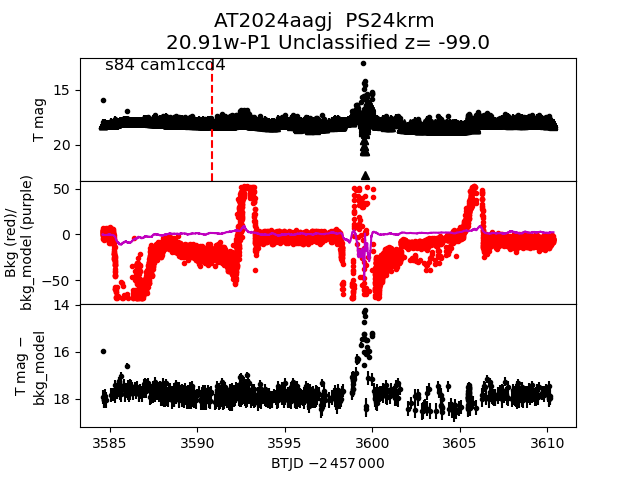 AT2024aagj  PS24krm
20.91w-P1 Unclassified z= -99.0
s84 cam1ccd4
T mag
15
20
Bkg (red)/
bkg_model (purple)
50
0
−50
T mag −
bkg_model
14
16
18
3585 3590 3595 3600 3605 3610
BTJD −2 457 000